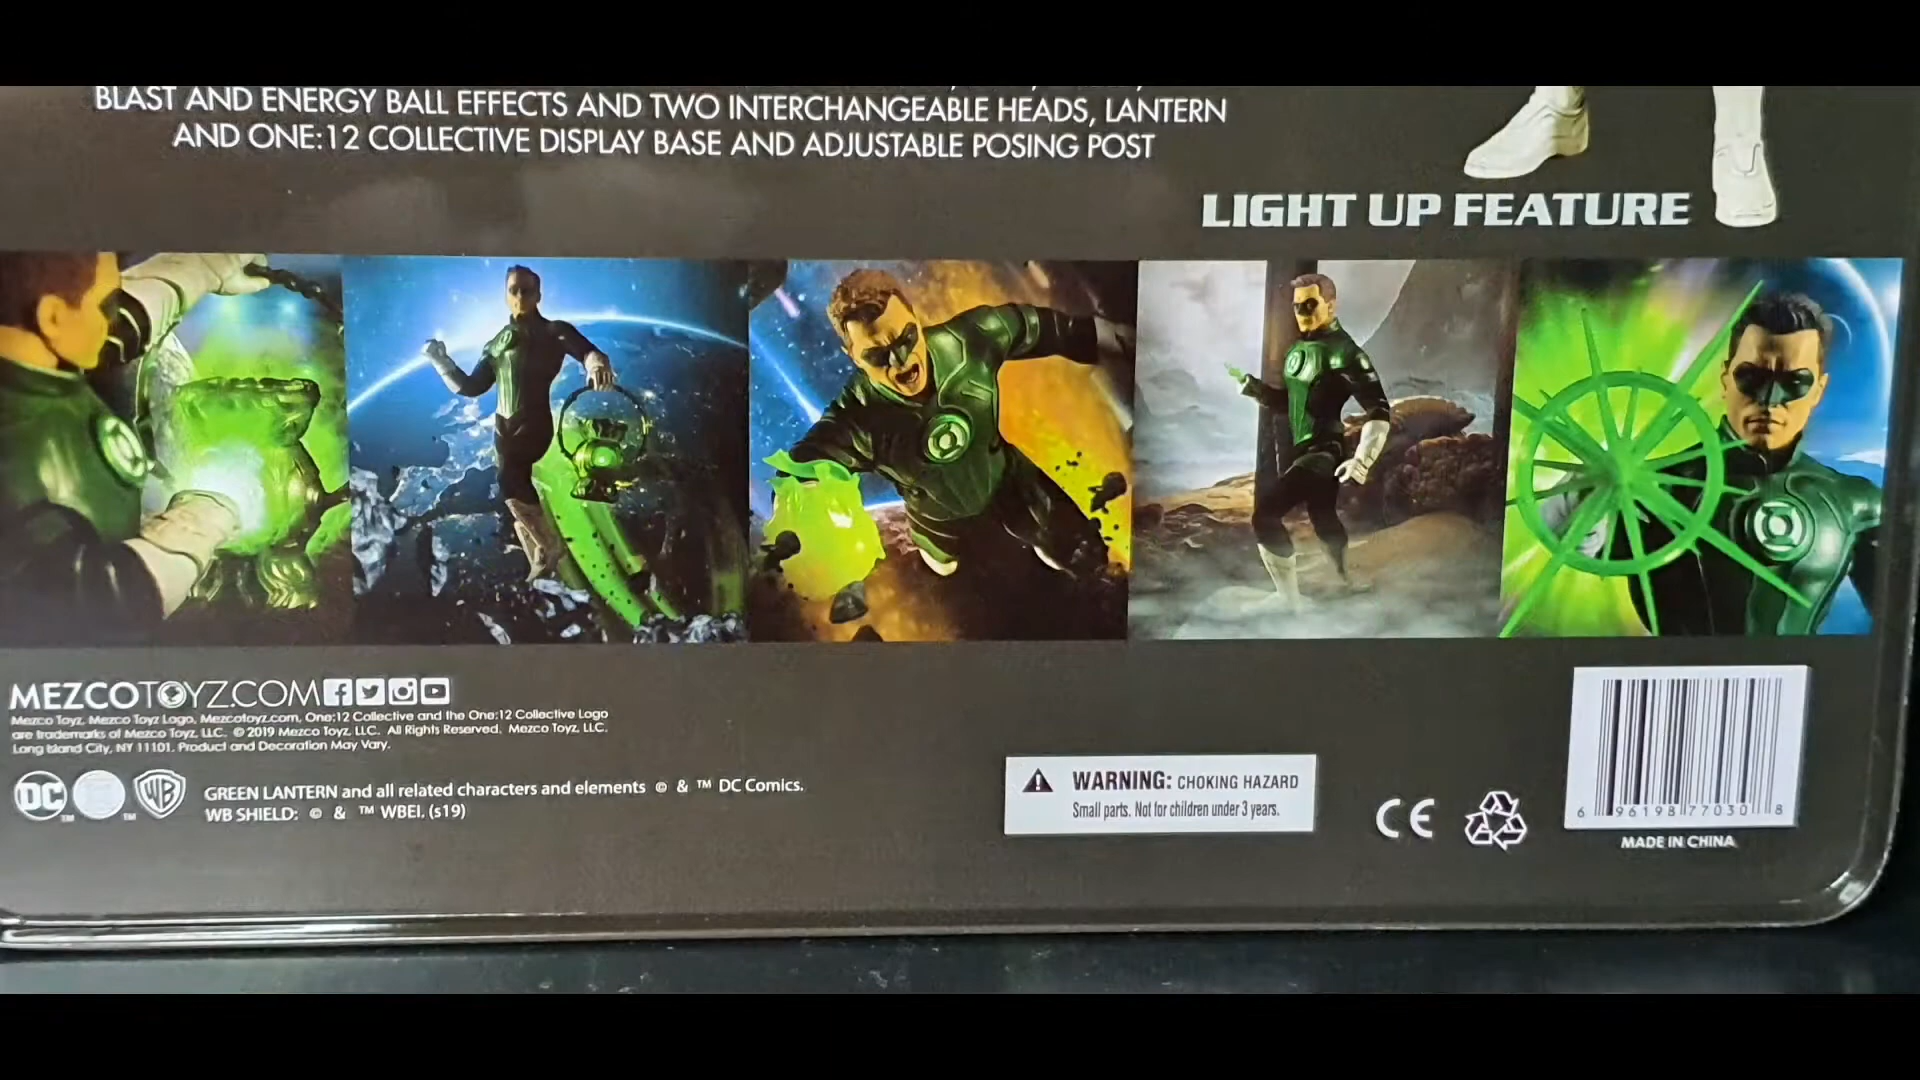 BLAST AND ENERGY BALL EFFECTS AND TWO INTERCHANGEABLE HEADS, LANTERN
AND ONE:12 COLLECTIVE DISPLAY BASE AND ADJUSTABLE POSING POST
LIGHT UP FEATURE
MEZCOTOYZ.COM
Mezco Toyz, Mezco Toyz Logo, Mezcotoyz.com, One:12 Collective and the One:12 Collective Logo
are trademarks of Mezco Toyz, LLC. © 2019 Mezco Toyz, LLC. All Rights Reserved. Mezco Toyz, LLC.
Long Island City, NY 11101. Product and Decoration May Vary.
DC TM TM WB
GREEN LANTERN and all related characters and elements © & ™ DC Comics.
WB SHIELD: © & ™ WBEI. (s19)
WARNING: CHOKING HAZARD
Small parts. Not for children under 3 years.
CE
6 96198 77030 8
MADE IN CHINA